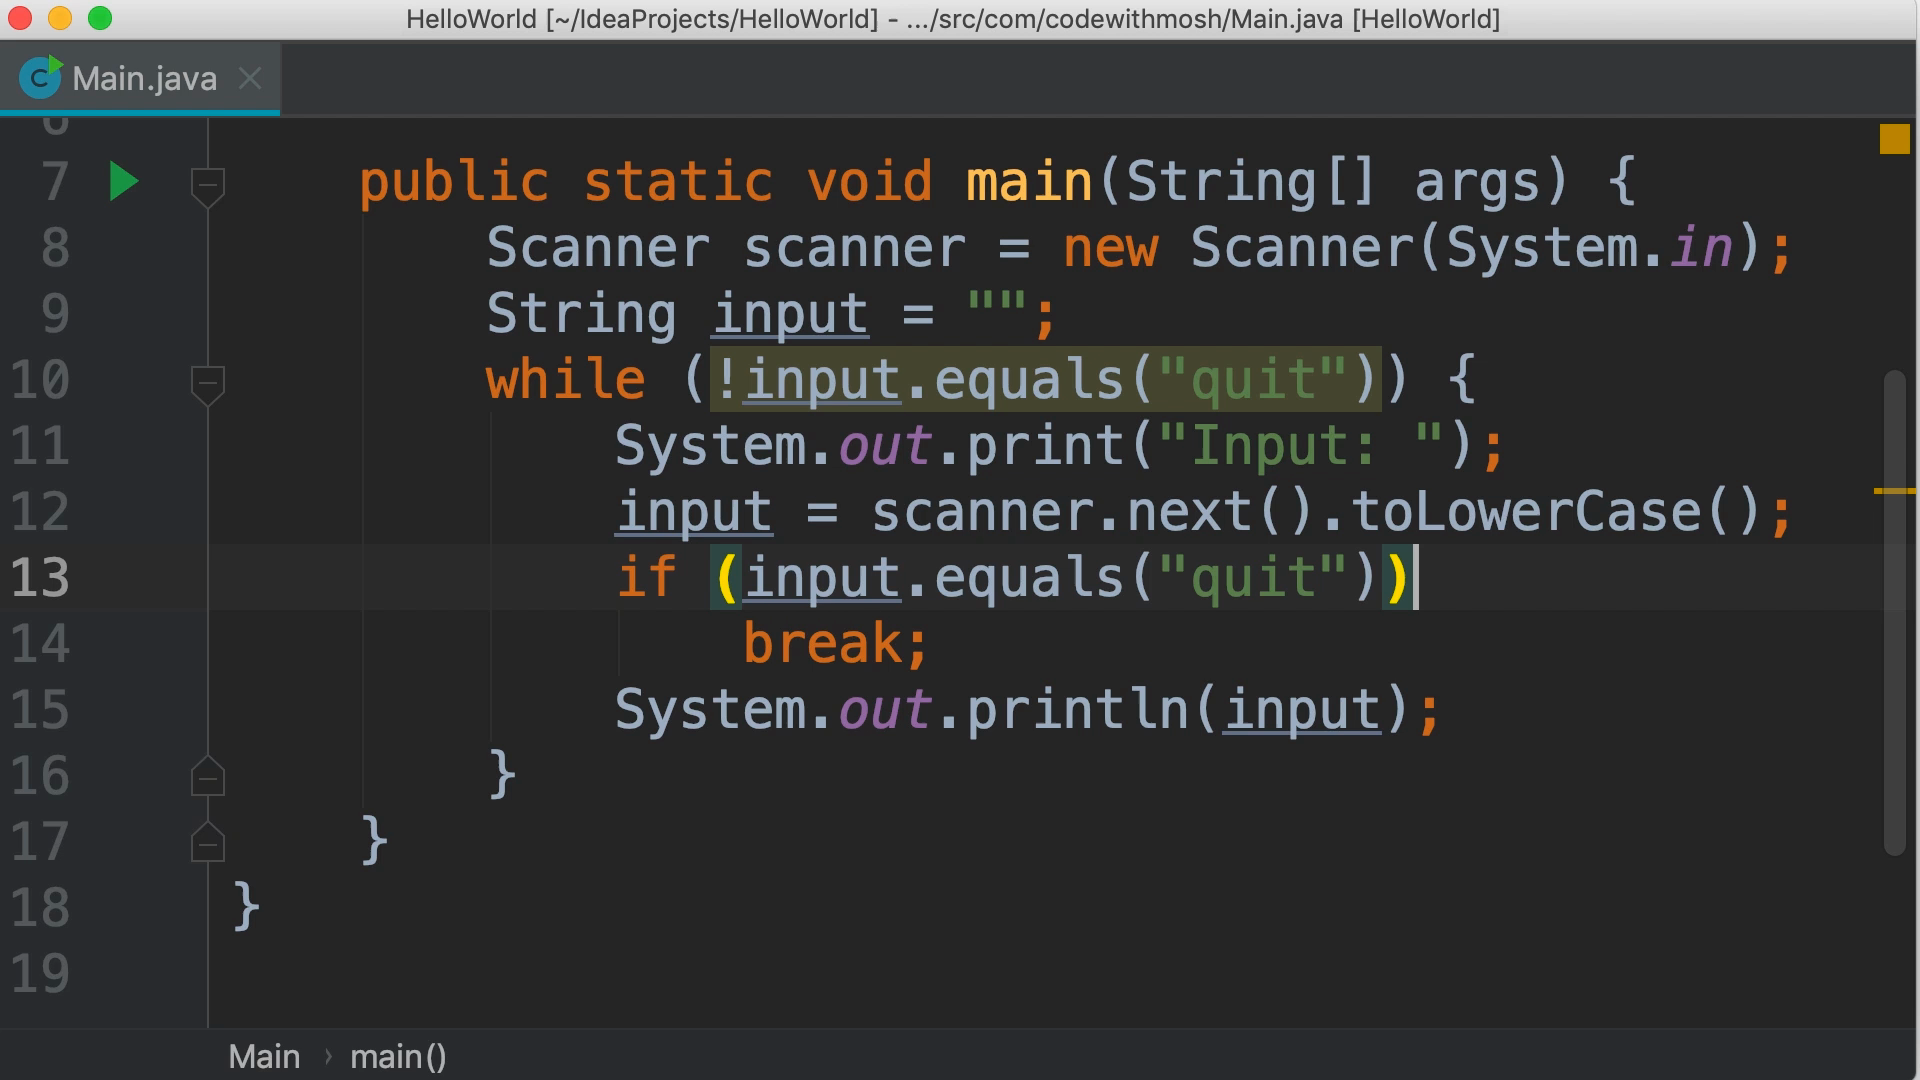 HelloWorld [~/IdeaProjects/HelloWorld] - .../src/com/codewithmosh/Main.java [HelloWorld]
Main.java
6
7 public static void main(String[] args) {
8 Scanner scanner = new Scanner(System.in);
9 String input = "";
10 while (!input.equals("quit")) {
11 System.out.print("Input: ");
12 input = scanner.next().toLowerCase();
13 if (input.equals("quit"))
14 break;
15 System.out.println(input);
16 }
17 }
18 }
19
Main › main()